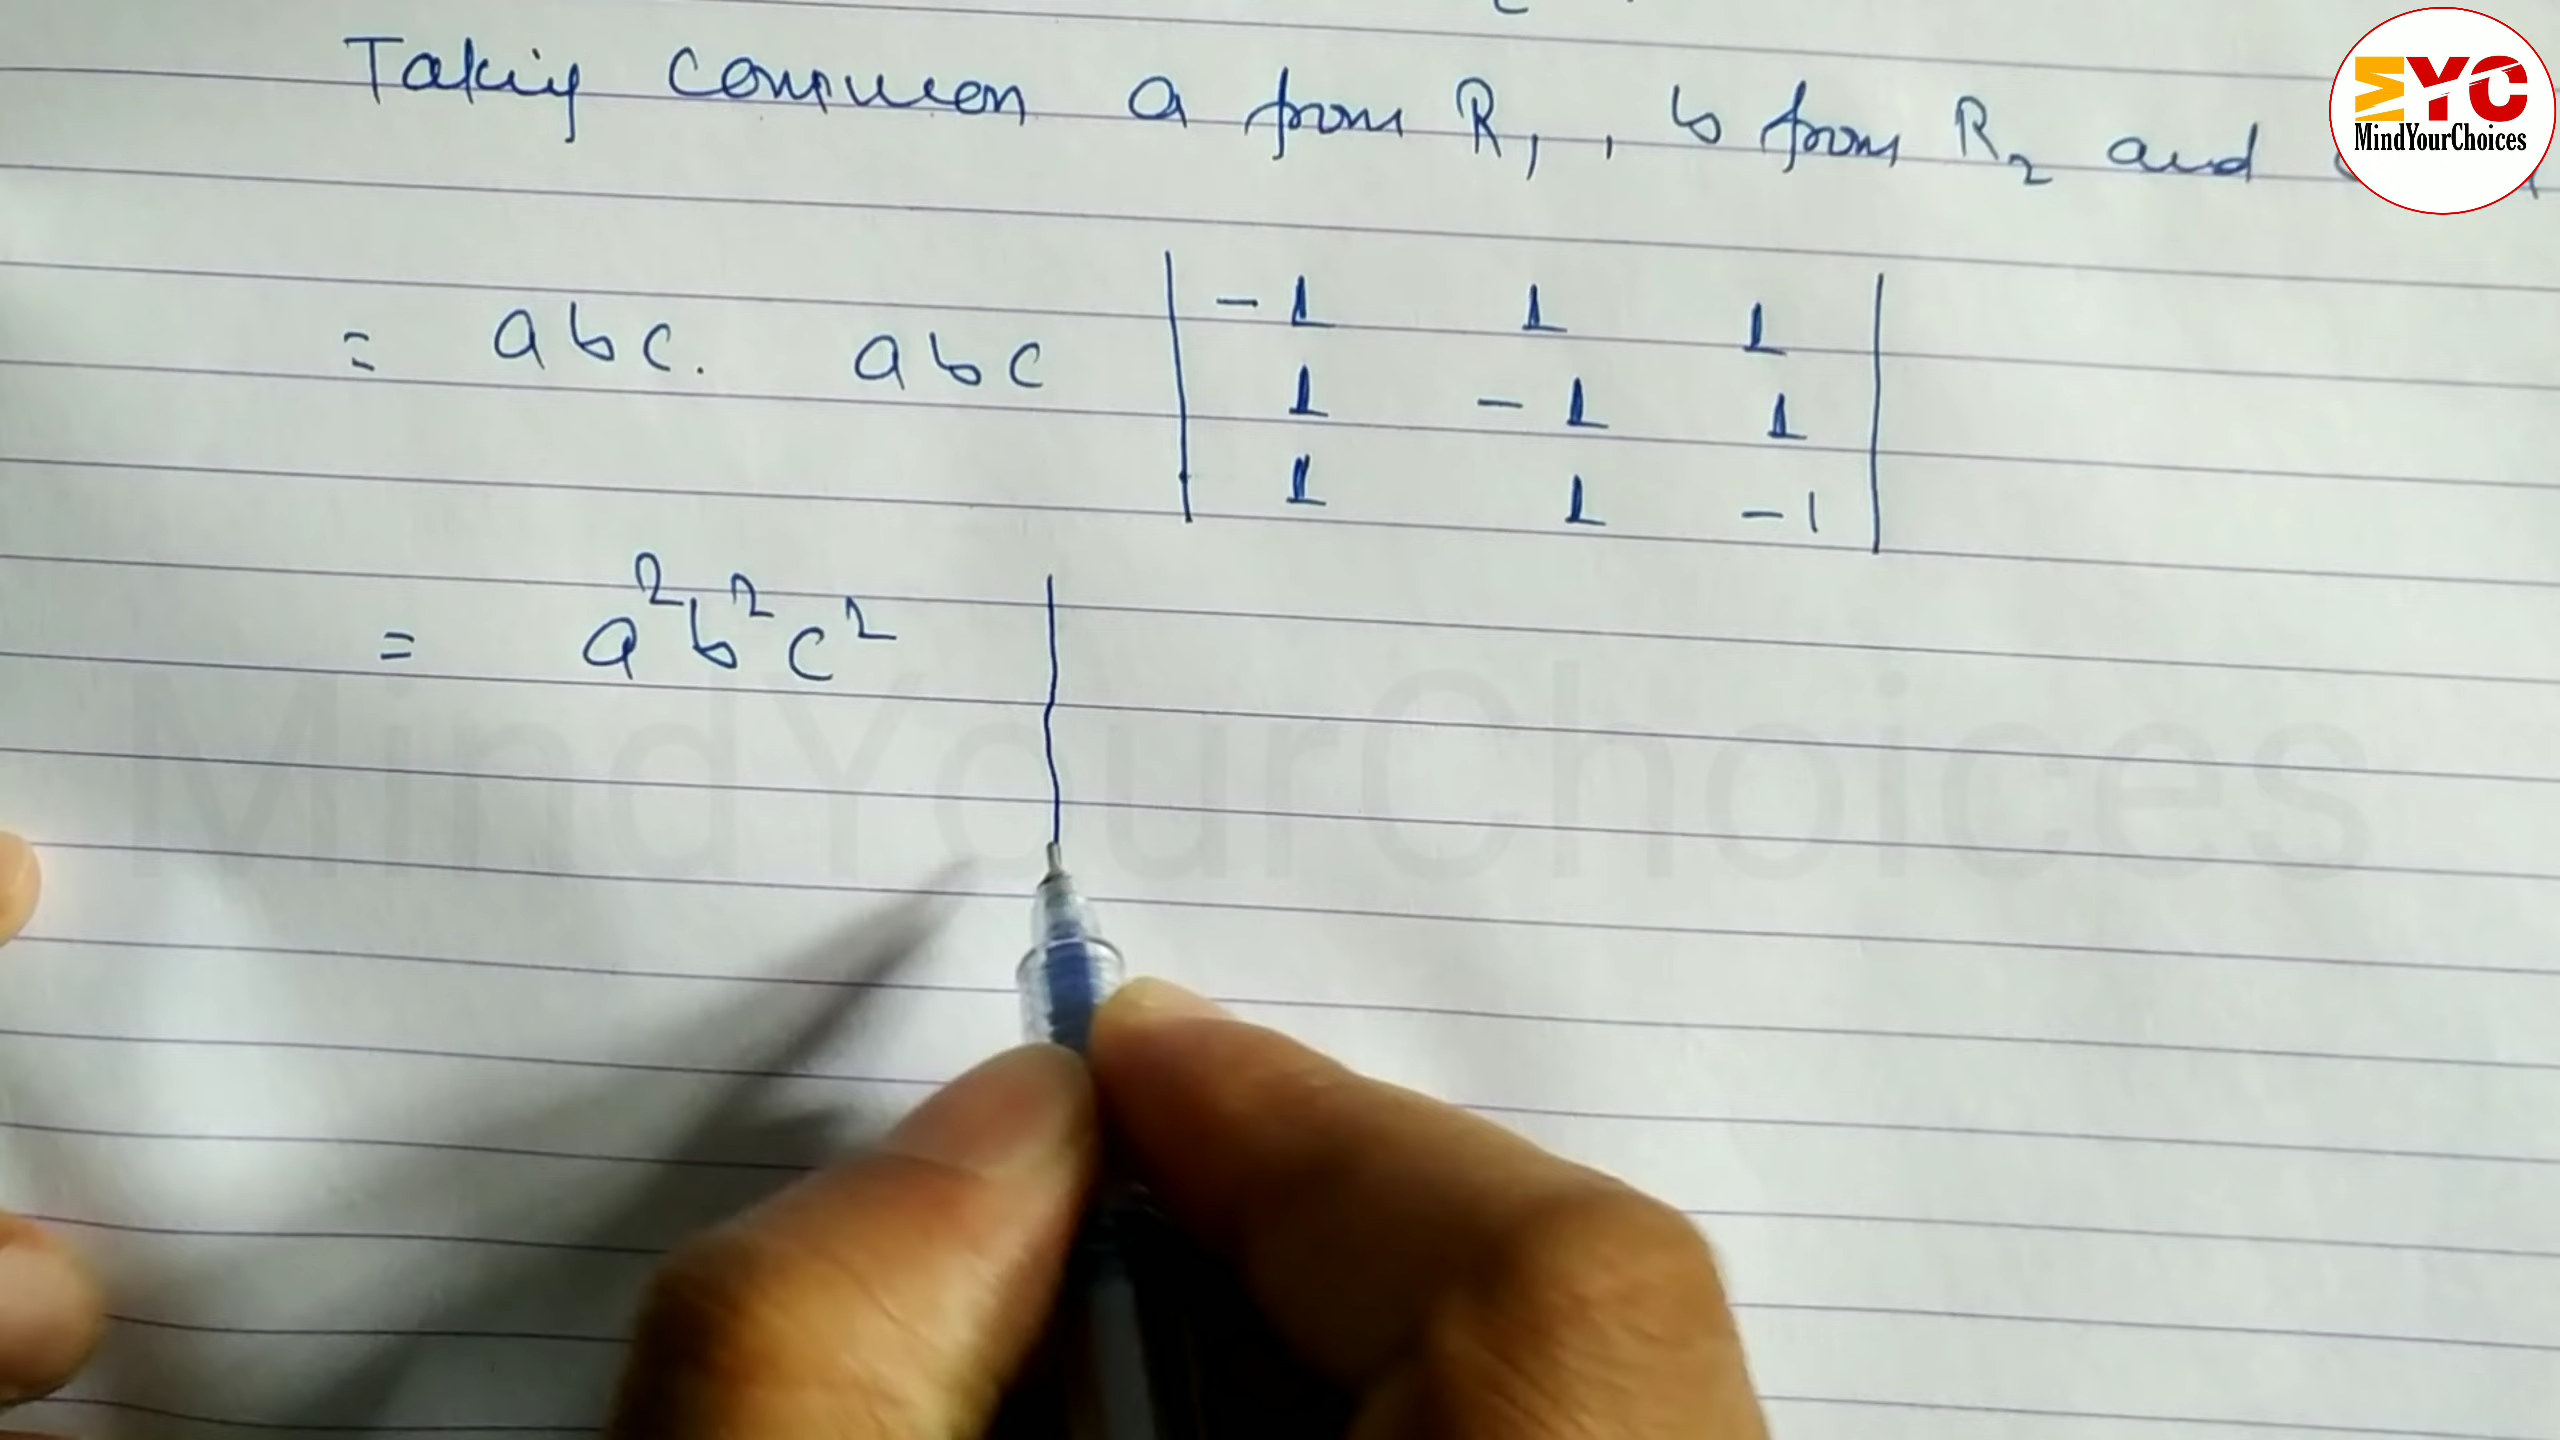 Taking common a from R1, b from R2 and
MYC
MindYourChoices
= abc. abc | -1 1 1 |
| 1 -1 1 |
| 1 1 -1 |
= a²b²c² |
MindYourChoices